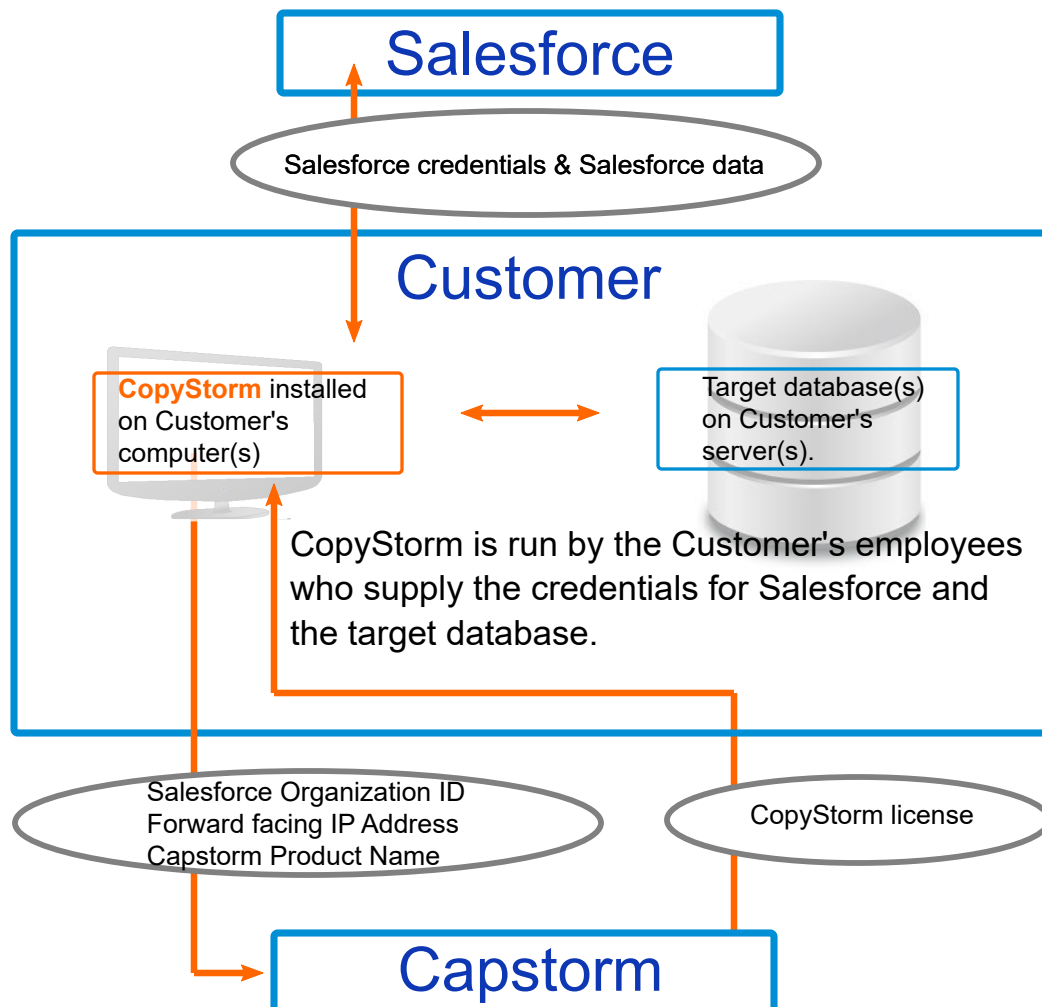 Salesforce
Salesforce credentials & Salesforce data
Customer
CopyStorm installed
on Customer's
computer(s)
Target database(s)
on Customer's
server(s).
CopyStorm is run by the Customer's employees
who supply the credentials for Salesforce and
the target database.
Salesforce Organization ID
Forward facing IP Address
Capstorm Product Name
CopyStorm license
Capstorm